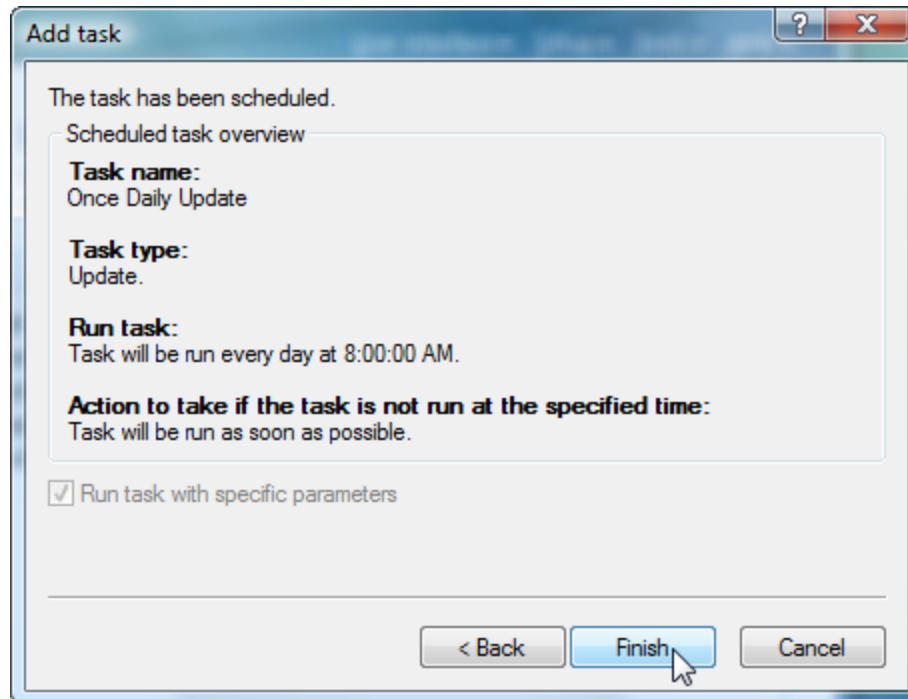 Add task
The task has been scheduled.
Scheduled task overview
Task name:
Once Daily Update
Task type:
Update.
Run task:
Task will be run every day at 8:00:00 AM.
Action to take if the task is not run at the specified time:
Task will be run as soon as possible.
Run task with specific parameters
< Back Finish Cancel